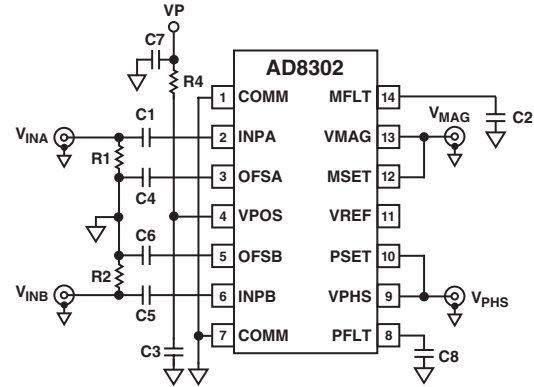 VP
C7
R4
AD8302
1 COMM MFLT 14
C1
VINA
2 INPA VMAG 13
VMAG
C2
R1
3 OFSA MSET 12
C4
4 VPOS VREF 11
C6
5 OFSB PSET 10
R2
VINB
6 INPB VPHS 9
VPHS
C5
7 COMM PFLT 8
C3
C8